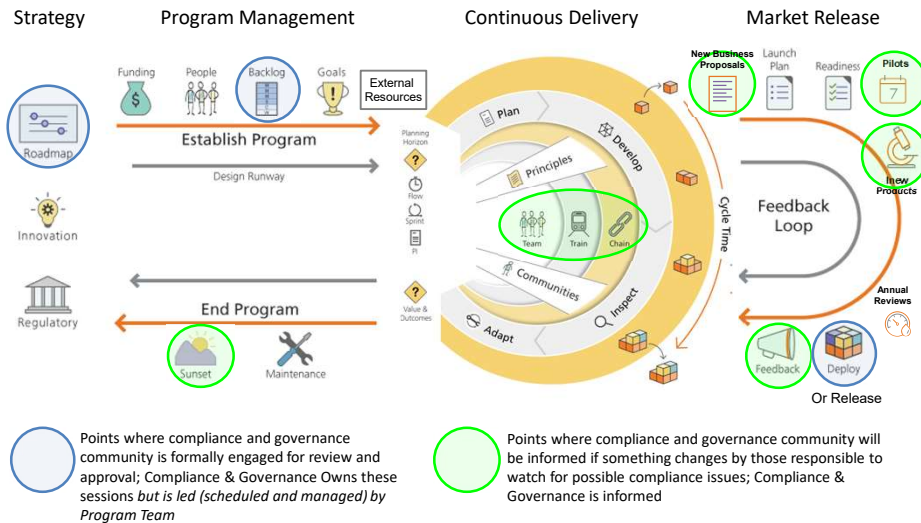 Strategy
Program Management
Continuous Delivery
Market Release
Funding
People
Backlog
Goals
External
Resources
New Business
Proposals
Launch
Plan
Readiness
Pilots
7
$
Roadmap
Establish Program
Planning
Horizon
?
Design Runway
Flow
Sprint
PI
Plan
Develop
Principles
Team
Train
Chain
Communities
Inspect
Adapt
Cycle Time
Inew
Products
Feedback
Loop
Innovation
Regulatory
End Program
?
Value &
Outcomes
Sunset
Maintenance
Annual
Reviews
Feedback
Deploy
Or Release
Points where compliance and governance
community is formally engaged for review and
approval; Compliance & Governance Owns these
sessions but is led (scheduled and managed) by
Program Team
Points where compliance and governance community will
be informed if something changes by those responsible to
watch for possible compliance issues; Compliance &
Governance is informed